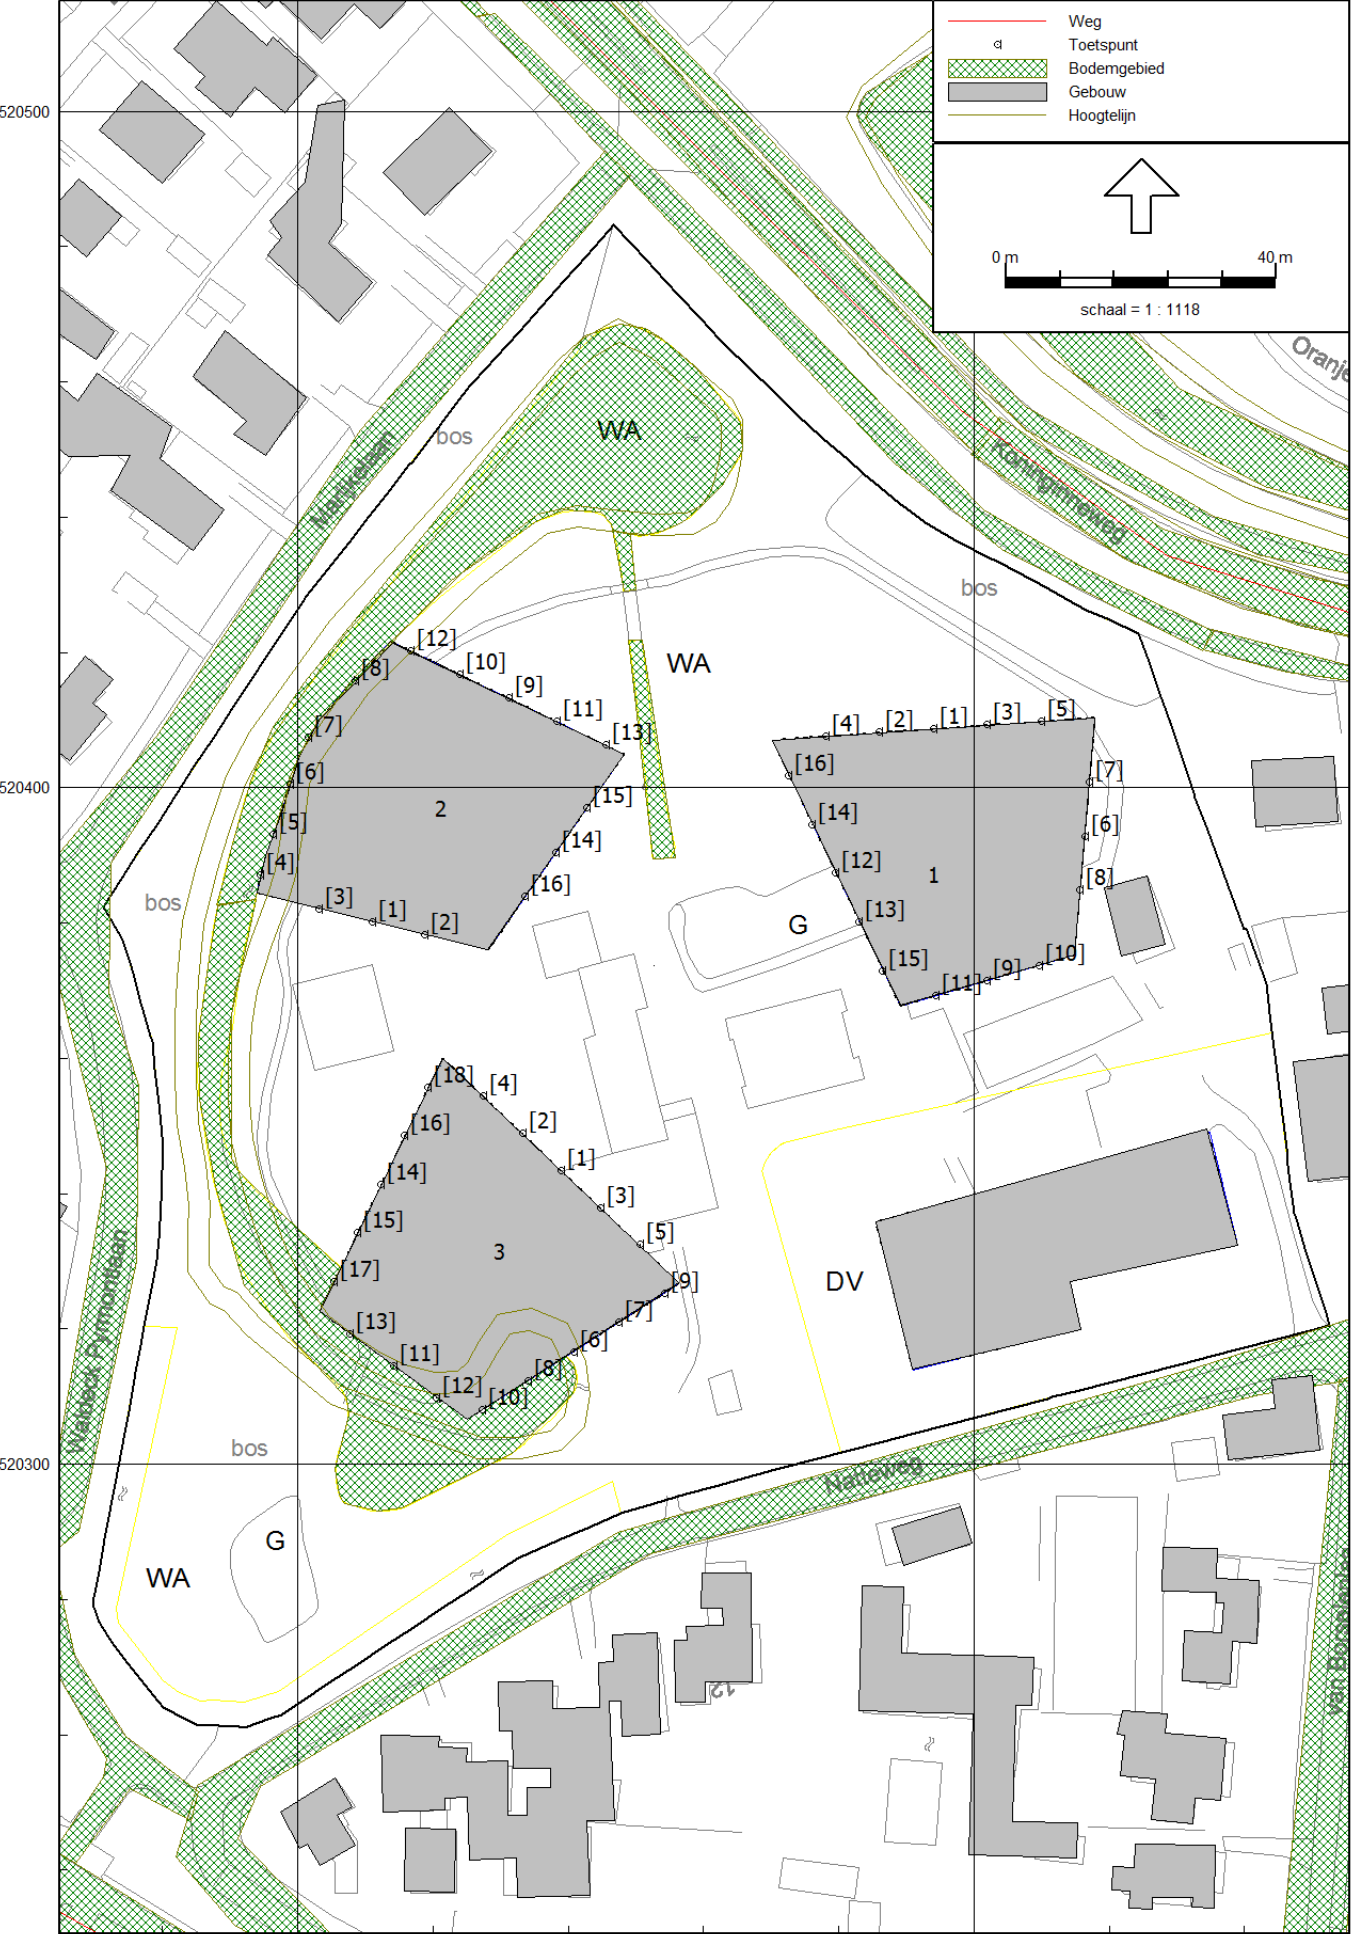 Weg
Toetspunt
Bodemgebied
Gebouw
Hoogtelijn
0 m 40 m
schaal = 1 : 1118
520500
Oranje
WA
bos
Marijkelaan
Koninginneweg
bos
[12]
[10]
[9]
[11]
[13]
[8]
[7]
[6]
[5]
[4]
[3]
[1]
[2]
[15]
[14]
[16]
2
WA
[4]
[2]
[1]
[3]
[5]
[16]
[14]
[12]
[13]
[15]
[7]
[6]
[8]
[10]
[9]
[11]
1
520400
bos
G
[18]
[4]
[2]
[1]
[3]
[5]
[16]
[14]
[15]
[17]
[13]
[11]
[12]
[10]
[8]
[6]
[7]
[9]
3
DV
Waldeck Pyrmontlaan
bos
520300
Natteweg
G
WA
12